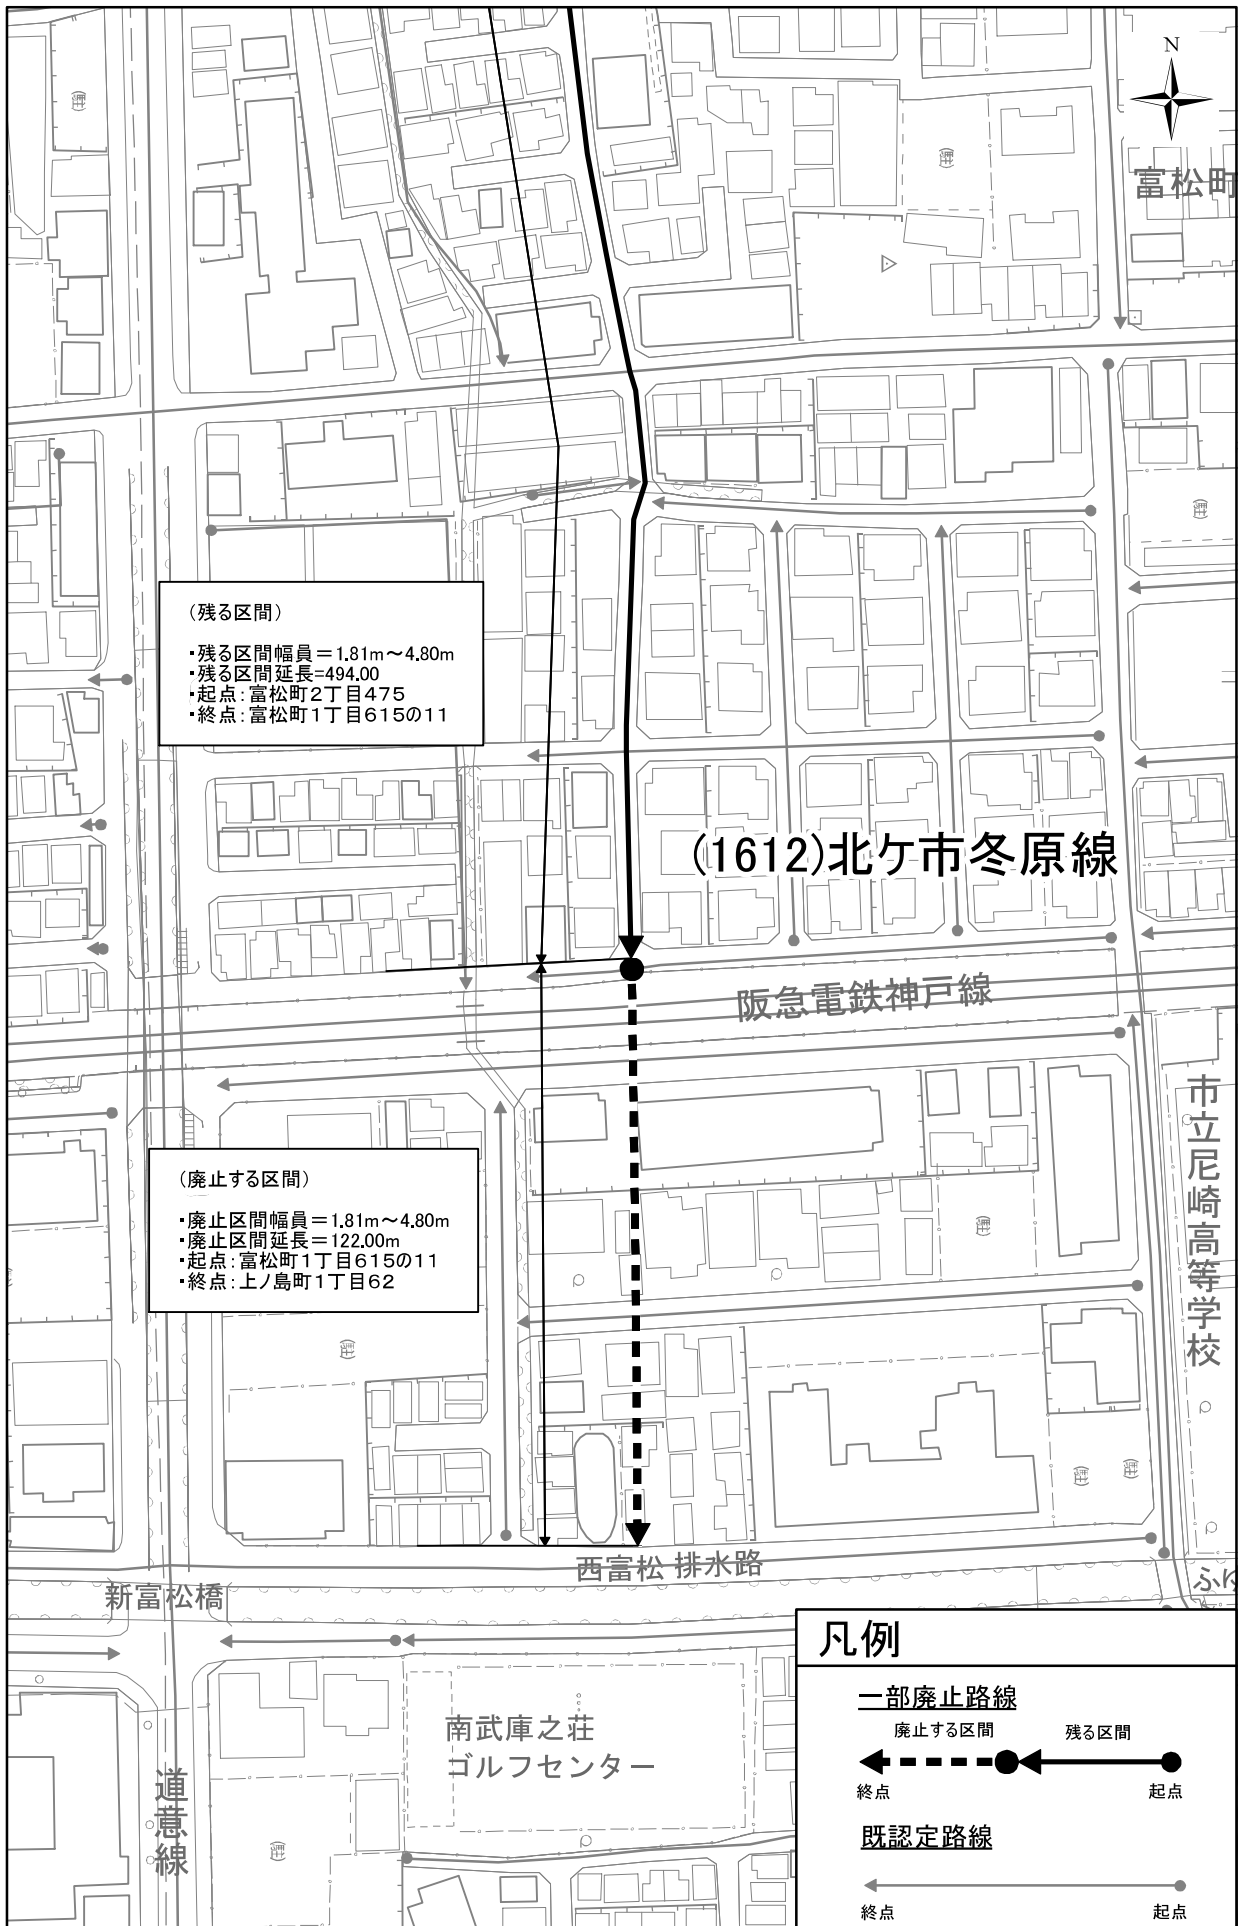 N
富松町
(駐)
(駐)
(駐)
（残る区間）
・残る区間幅員＝1.81m～4.80m
・残る区間延長=494.00
・起点：富松町2丁目475
・終点：富松町1丁目615の11
(1612)北ケ市冬原線
阪急電鉄神戸線
市立尼崎高等学校
（廃止する区間）
・廃止区間幅員＝1.81m～4.80m
・廃止区間延長＝122.00m
・起点：富松町1丁目615の11
・終点：上ノ島町1丁目62
(駐)
(駐)
(駐)
(駐)
西富松 排水路
新富松橋
南武庫之荘
ゴルフセンター
道意線
(駐)
凡例
一部廃止路線
廃止する区間
残る区間
終点
起点
既認定路線
終点
起点